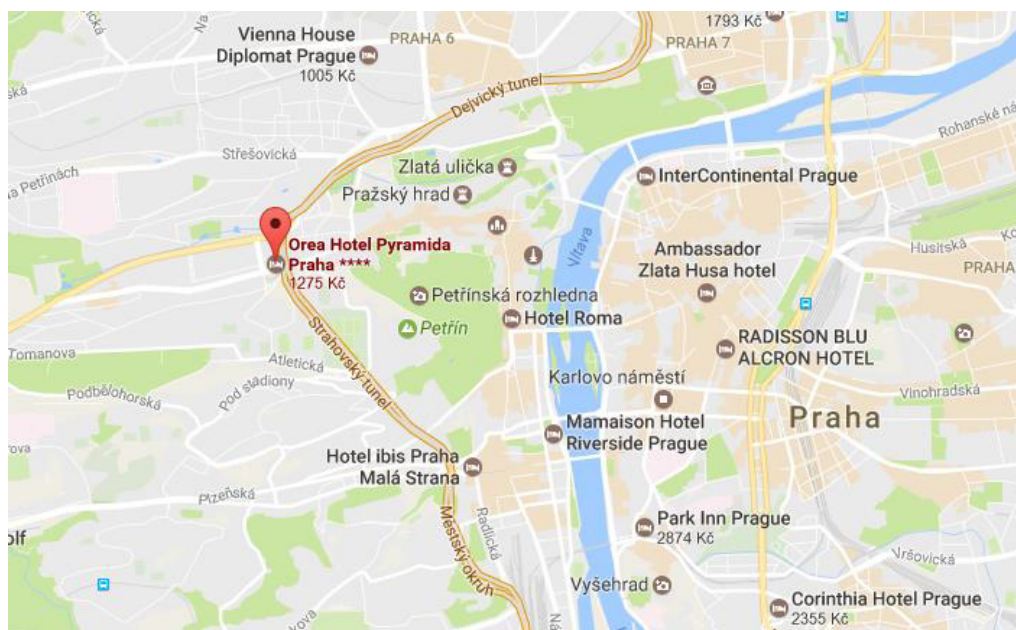 1793 Kč
Vienna House
Diplomat Prague
1005 Kč
PRAHA 6
PRAHA 7
Dejvický tunel
Rohanské ná
Střešovická
a Petřinách
Zlatá ulička
Pražský hrad
InterContinental Prague
Vltava
Orea Hotel Pyramida
Praha ****
1275 Kč
Ambassador
Zlata Husa hotel
Husitská
PRAHA
Petřínská rozhledna
Petřín
Hotel Roma
Strahovský tunel
RADISSON BLU
ALCRON HOTEL
Tomanova
Atletická
Pod stadiony
Podbělohorská
Karlovo náměstí
Vinohradská
Praha
Mamaison Hotel
Riverside Prague
Hotel ibis Praha
Malá Strana
Plzeňská
Radlická
Městský okruh
Park Inn Prague
2874 Kč
olf
Vršovická
Vyšehrad
Corinthia Hotel Prague
2355 Kč